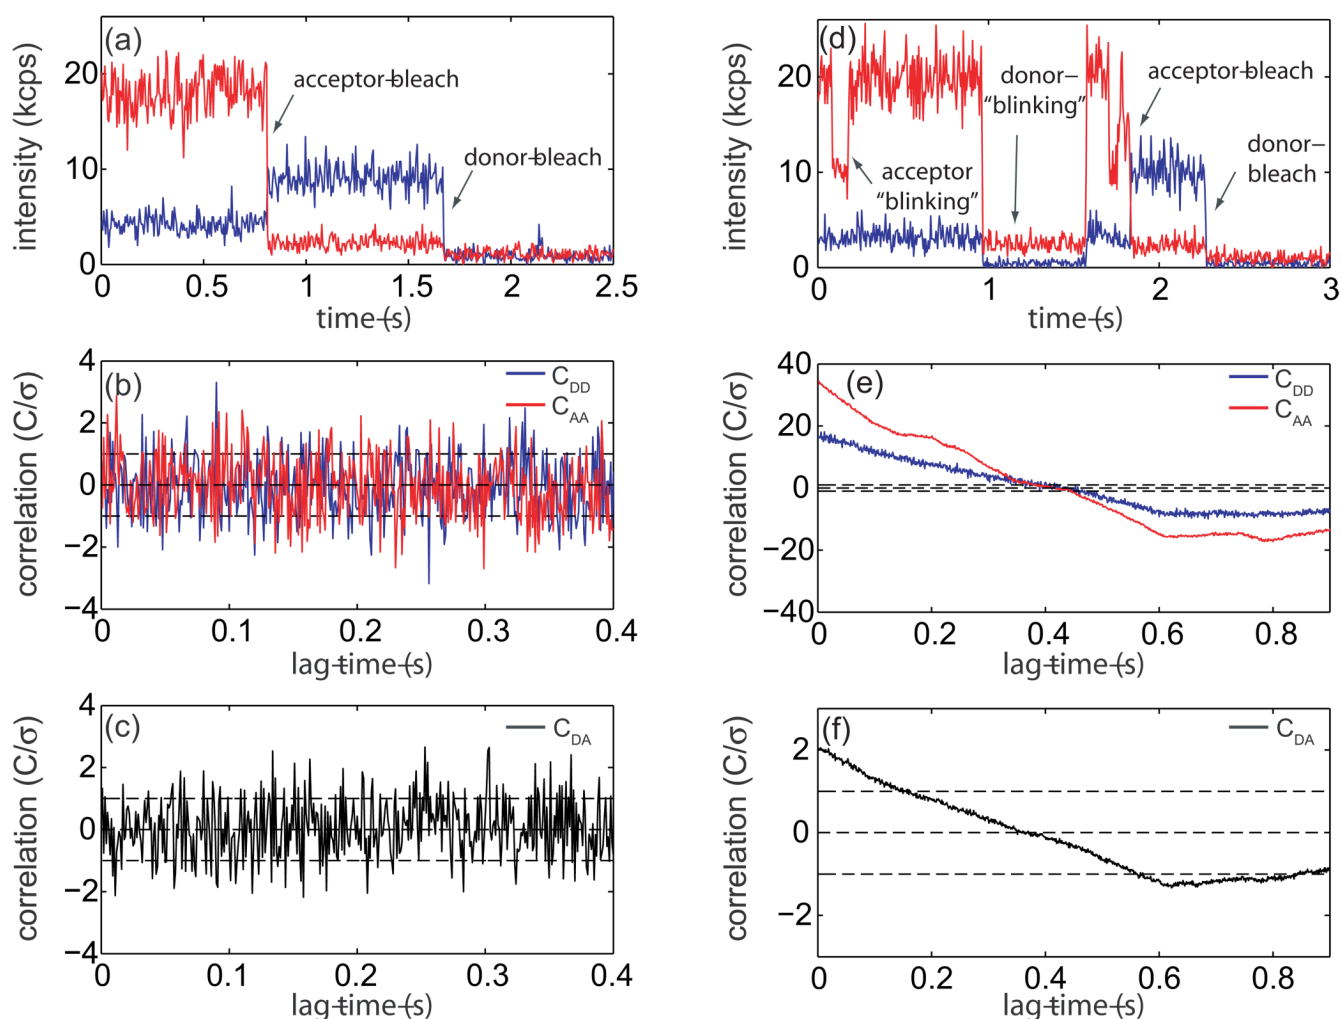 (a)
intensity (kcps)
20
10
0
acceptor-bleach
donor-bleach
0 0.5 1 1.5 2 2.5
time-(s)
(d)
intensity (kcps)
20
10
0
donor-
“blinking”
acceptor-bleach
acceptor
“blinking”
donor-
bleach
0 1 2 3
time-(s)
(b)
correlation (C/σ)
4
2
0
−2
−4
C_DD
C_AA
0 0.1 0.2 0.3 0.4
lag-time-(s)
(e)
correlation (C/σ)
40
20
0
−20
−40
C_DD
C_AA
0 0.2 0.4 0.6 0.8
lag-time-(s)
(c)
correlation (C/σ)
4
2
0
−2
−4
C_DA
0 0.1 0.2 0.3 0.4
lag-time-(s)
(f)
correlation (C/σ)
2
0
−2
C_DA
0 0.2 0.4 0.6 0.8
lag-time-(s)